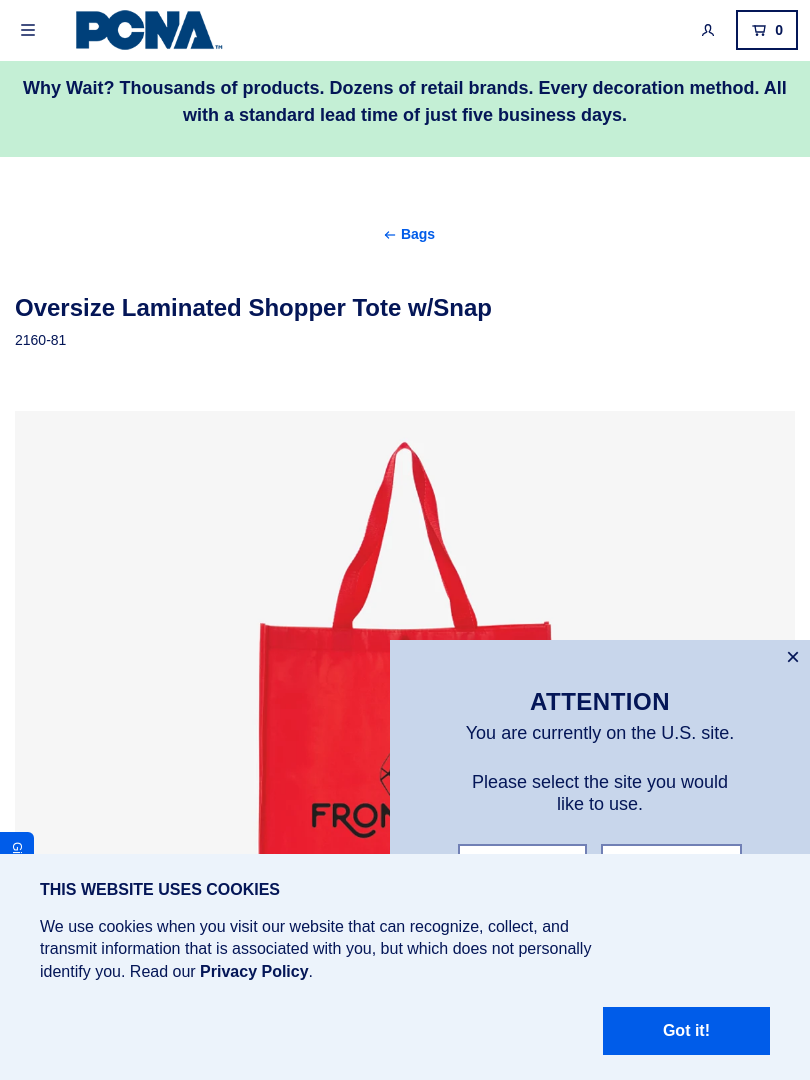 PCNA™
0
Why Wait? Thousands of products. Dozens of retail brands. Every decoration method. All
with a standard lead time of just five business days.
← Bags
Oversize Laminated Shopper Tote w/Snap
2160-81
ATTENTION
You are currently on the U.S. site.
Please select the site you would
like to use.
THIS WEBSITE USES COOKIES
We use cookies when you visit our website that can recognize, collect, and
transmit information that is associated with you, but which does not personally
identify you. Read our Privacy Policy.
Got it!